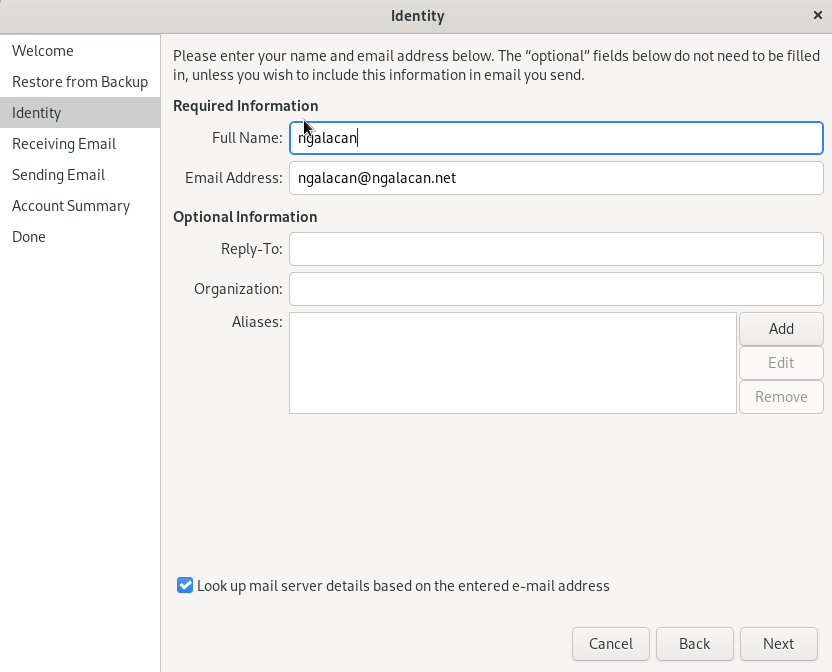 Identity
Welcome
Restore from Backup
Identity
Receiving Email
Sending Email
Account Summary
Done
Please enter your name and email address below. The “optional” fields below do not need to be filled
in, unless you wish to include this information in email you send.
Required Information
Full Name: ngalacan
Email Address: ngalacan@ngalacan.net
Optional Information
Reply-To:
Organization:
Aliases:
Add
Edit
Remove
Look up mail server details based on the entered e-mail address
Cancel Back Next